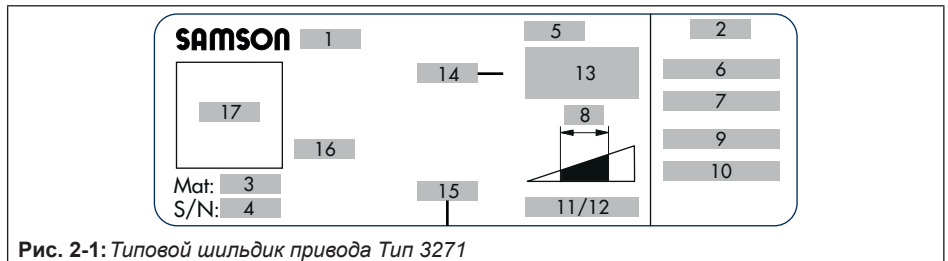 SAMSON 1 5 2
14 13 6
7
17 8
16 9
Mat: 3 15 10
S/N: 4 11/12
Рис. 2-1: Типовой шильдик привода Тип 3271